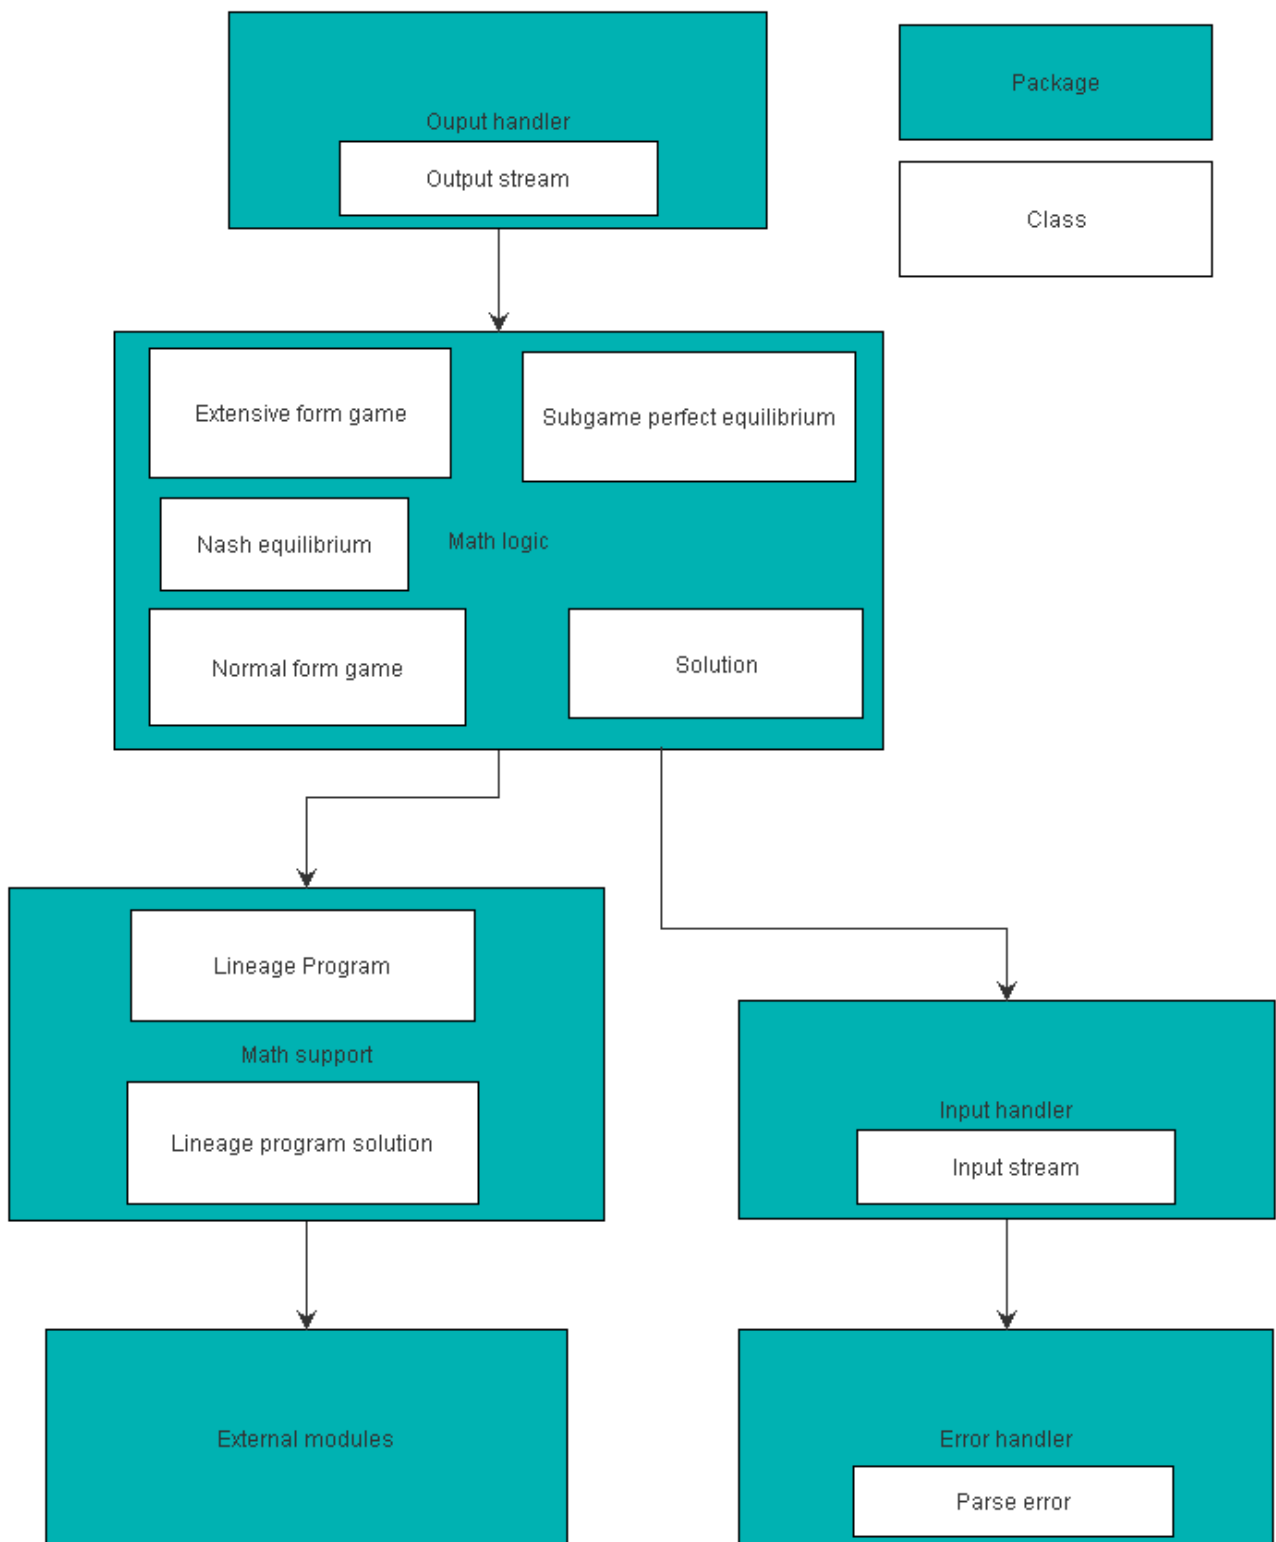 Package
Ouput handler
Output stream
Class
Extensive form game
Subgame perfect equilibrium
Nash equilibrium
Math logic
Normal form game
Solution
Lineage Program
Math support
Lineage program solution
Input handler
Input stream
External modules
Error handler
Parse error